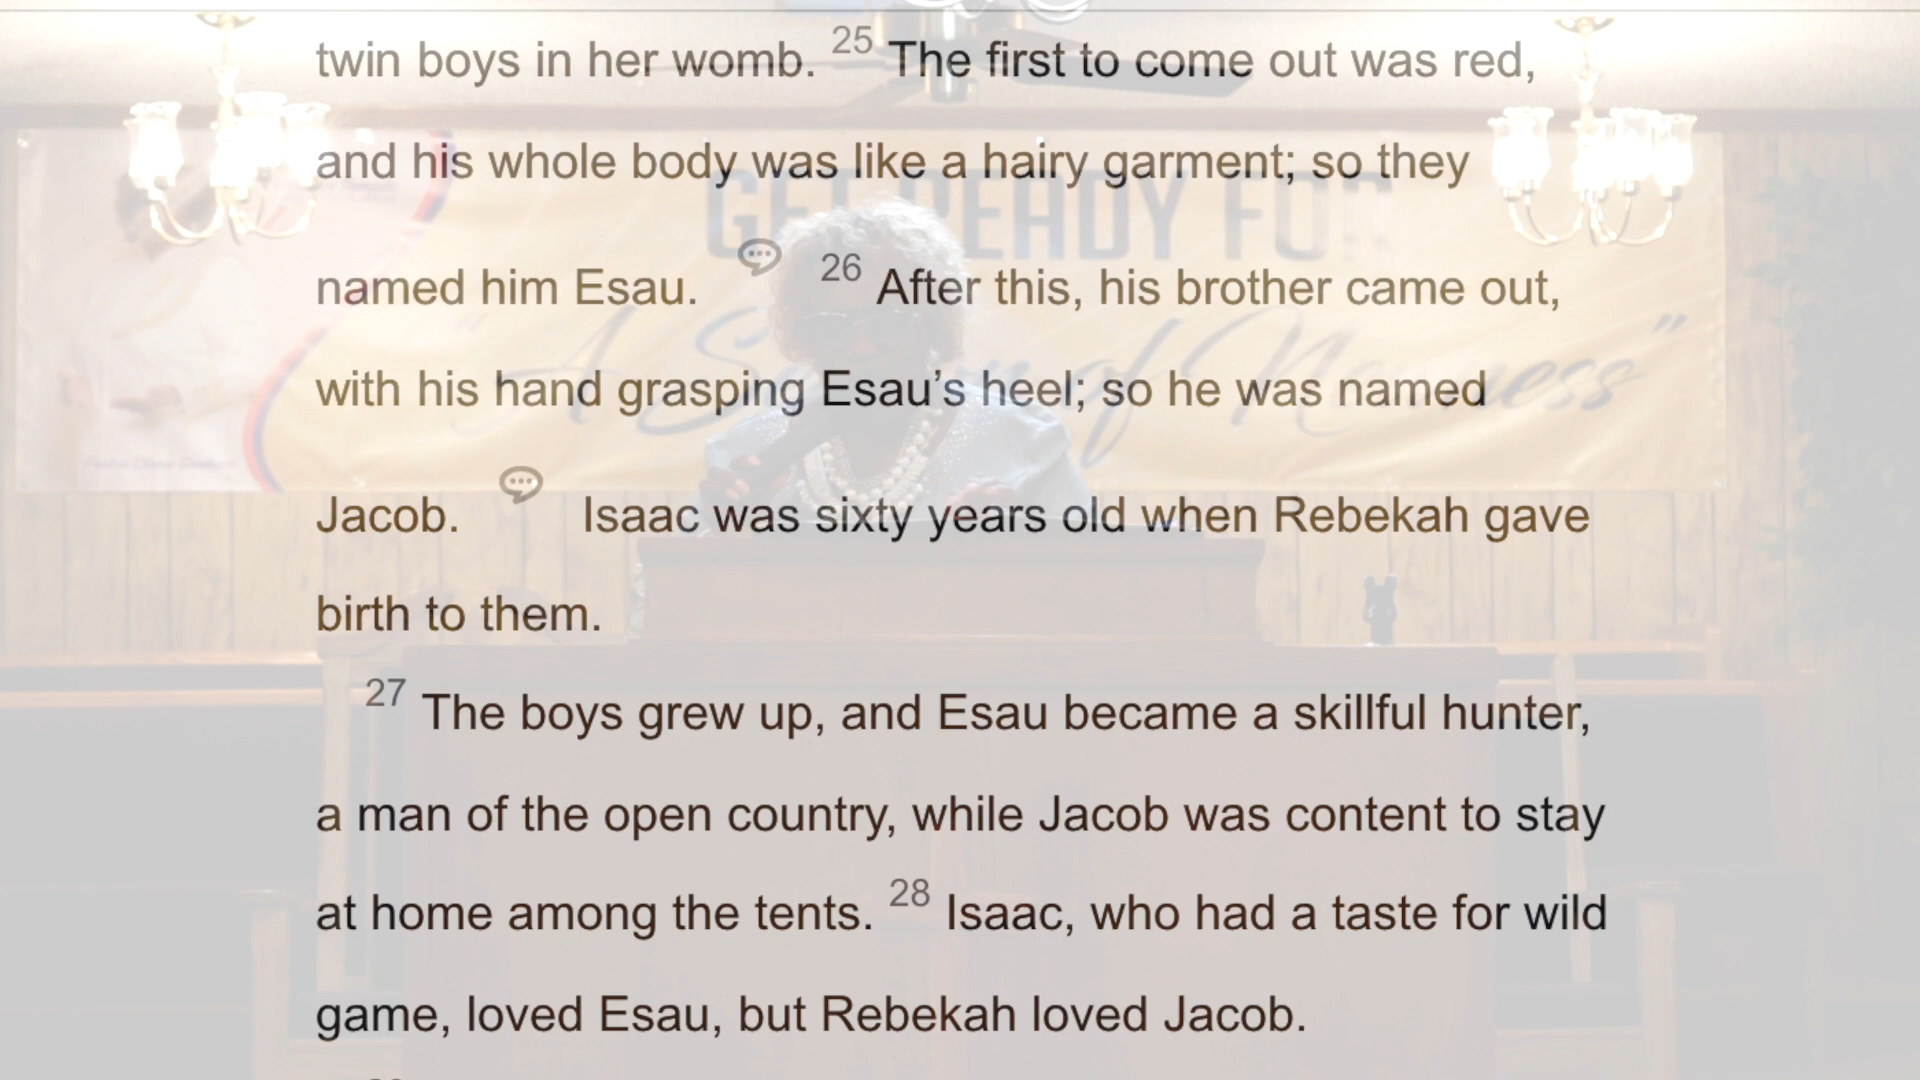 twin boys in her womb. 25 The first to come out was red,
and his whole body was like a hairy garment; so they
named him Esau. 26 After this, his brother came out,
with his hand grasping Esau’s heel; so he was named
Jacob. Isaac was sixty years old when Rebekah gave
birth to them.
27 The boys grew up, and Esau became a skillful hunter,
a man of the open country, while Jacob was content to stay
at home among the tents. 28 Isaac, who had a taste for wild
game, loved Esau, but Rebekah loved Jacob.
GET READY FOR
"A of